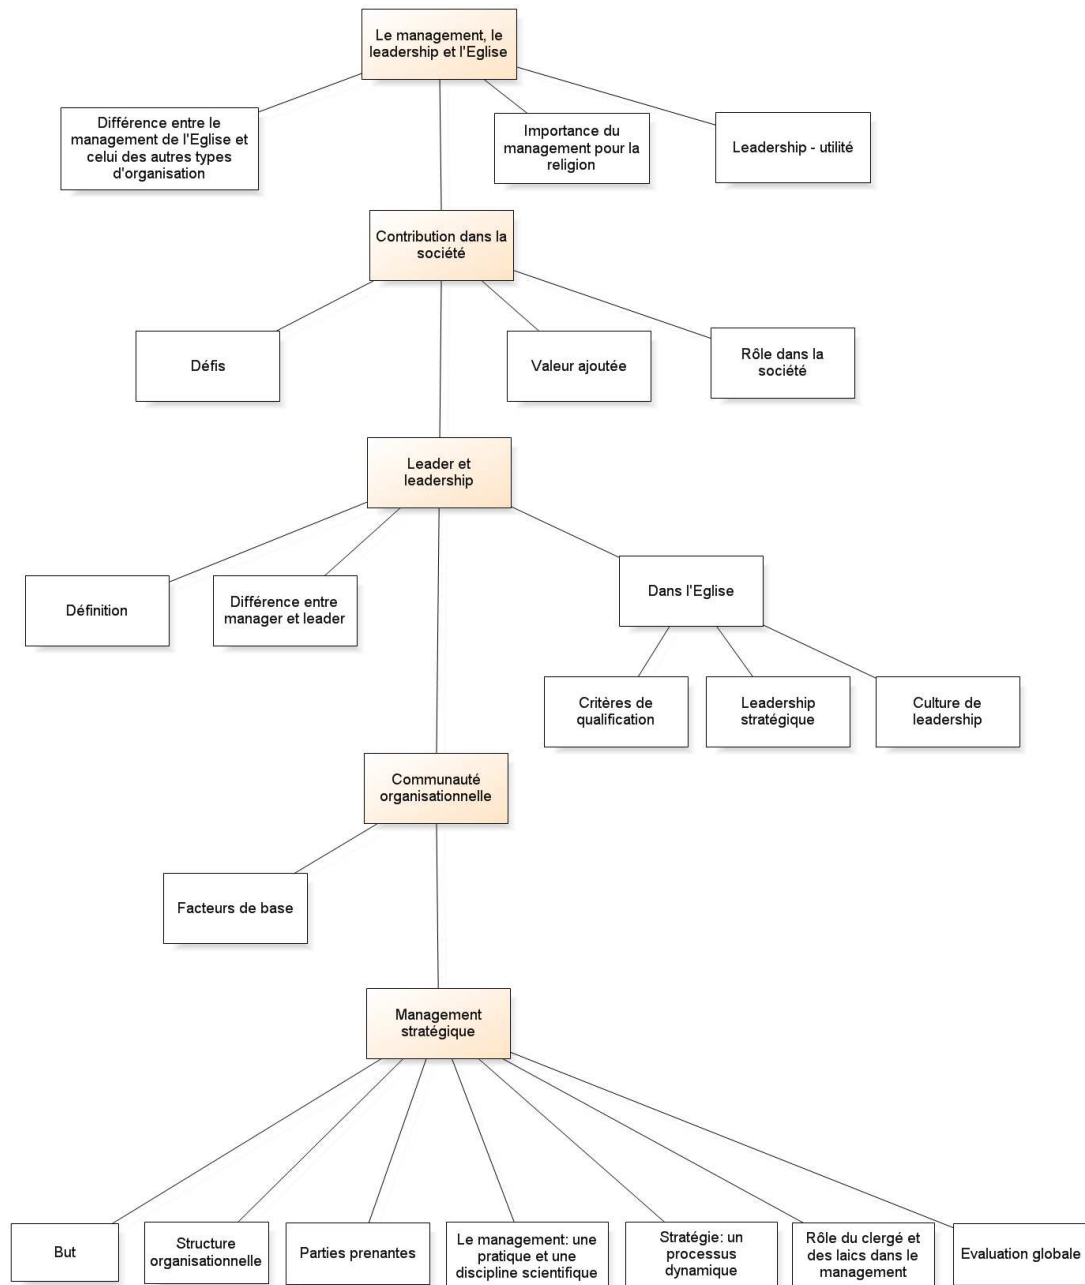 Le management, le
leadership et l'Eglise
Différence entre le
management de l'Eglise et
celui des autres types
d'organisation
Importance du
management pour la
religion
Leadership - utilité
Contribution dans la
société
Défis
Valeur ajoutée
Rôle dans la
société
Leader et
leadership
Définition
Différence entre
manager et leader
Dans l'Eglise
Critères de
qualification
Leadership
stratégique
Culture de
leadership
Communauté
organisationnelle
Facteurs de base
Management
stratégique
But
Structure
organisationnelle
Parties prenantes
Le management: une
pratique et une
discipline scientifique
Stratégie: un
processus
dynamique
Rôle du clergé et
des laics dans le
management
Evaluation globale